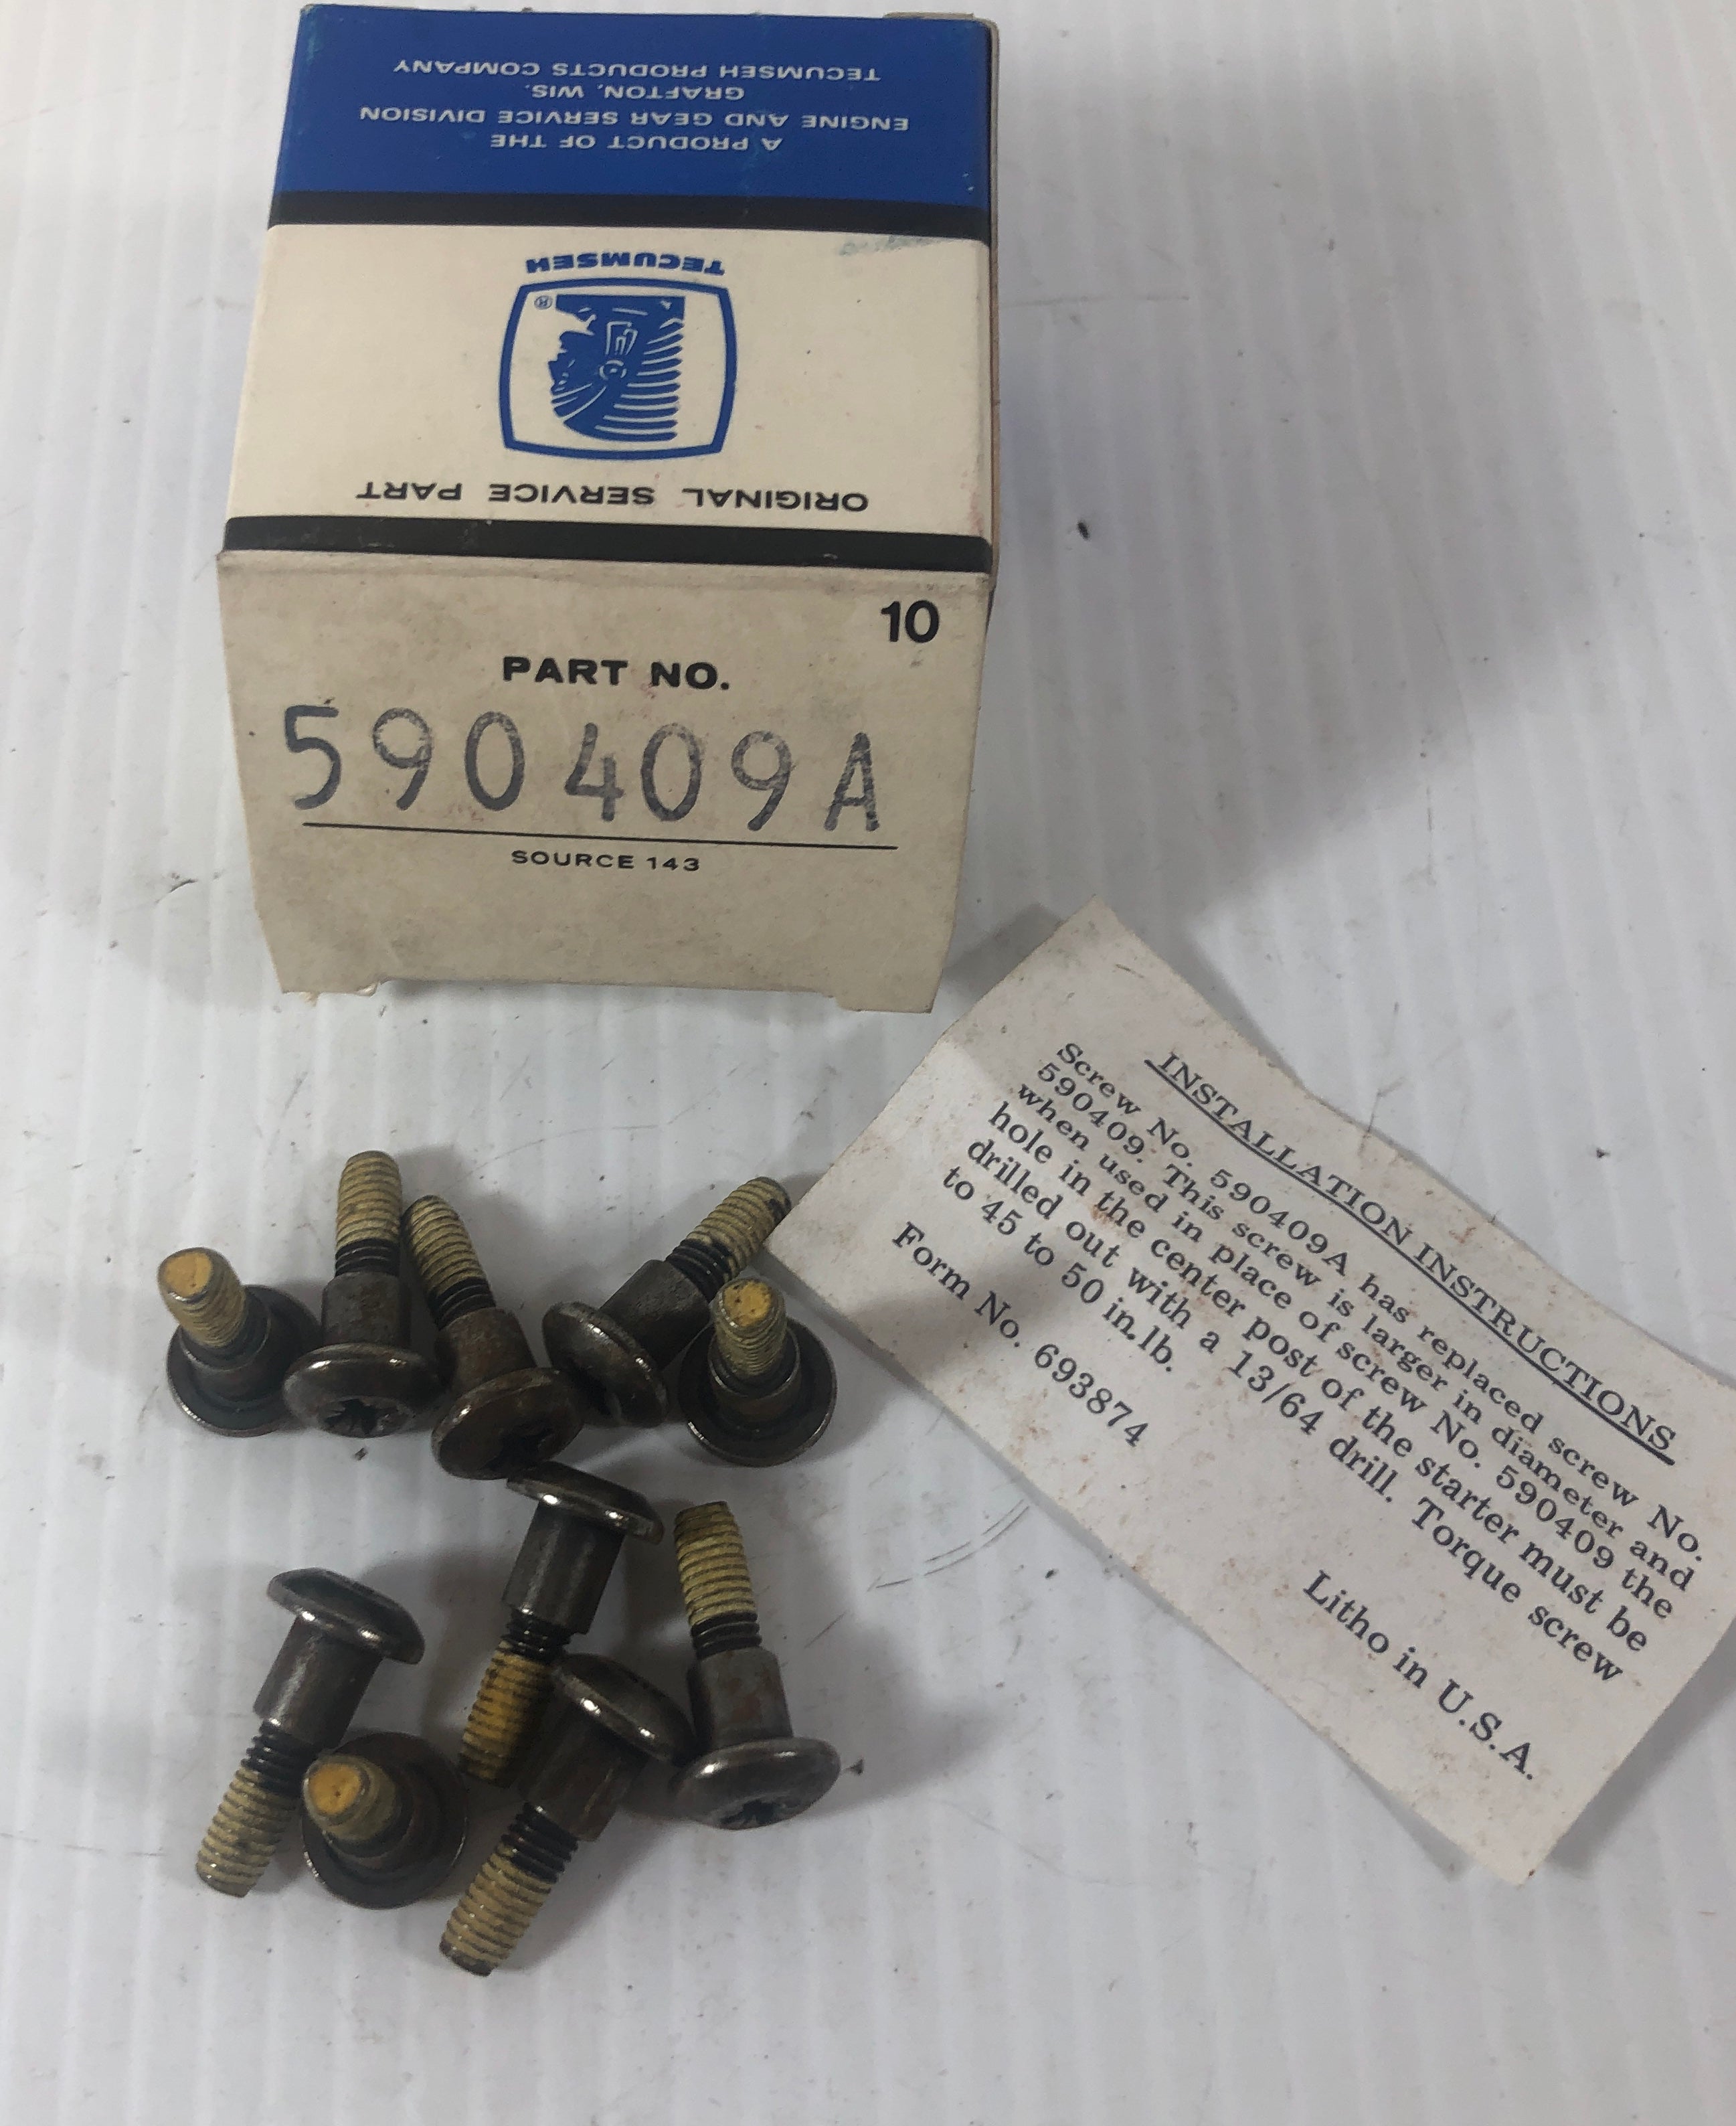 A PRODUCT OF THE
ENGINE AND GEAR SERVICE DIVISION
GRAFTON, WIS.
TECUMSEH PRODUCTS COMPANY
ORIGINAL SERVICE PART
®
TECUMSEH
10
PART NO.
590409A
SOURCE 143
INSTALLATION INSTRUCTIONS
Screw No. 590409A has replaced screw No.
590409. This screw is larger in diameter and
when used in place of screw No. 590409 the
hole in the center post of the starter must be
drilled out with a 13/64 drill. Torque screw
to 45 to 50 in.lb.
Form No. 693874
Litho in U.S.A.